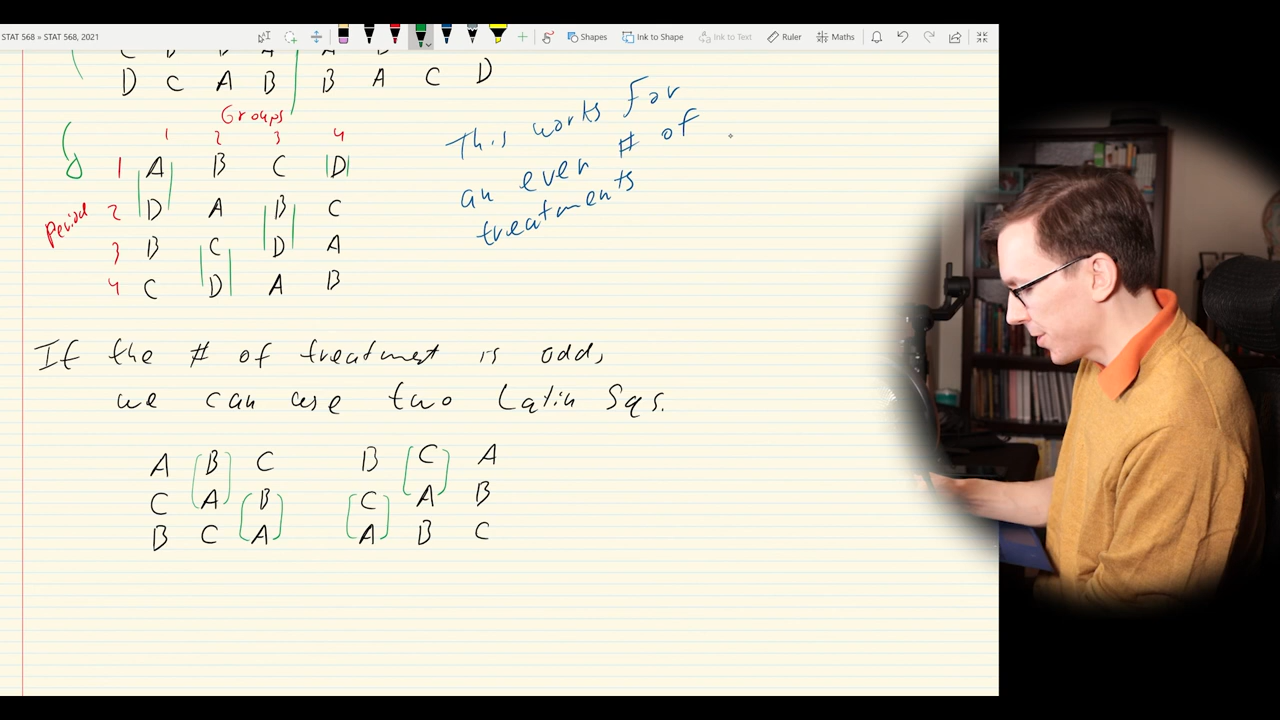 STAT 568 » STAT 568, 2021
Shapes
Ink to Shape
Ink to Text
Ruler
Maths
D C A B B A C D
Groups
1 2 3 4
1 A B C D
Period
2 D A B C
3 B C D A
4 C D A B
This works for
an even # of
treatments
If the # of treatment is odd,
we can use two Latin Sqs.
A B C B C A
C A B C A B
B C A A B C